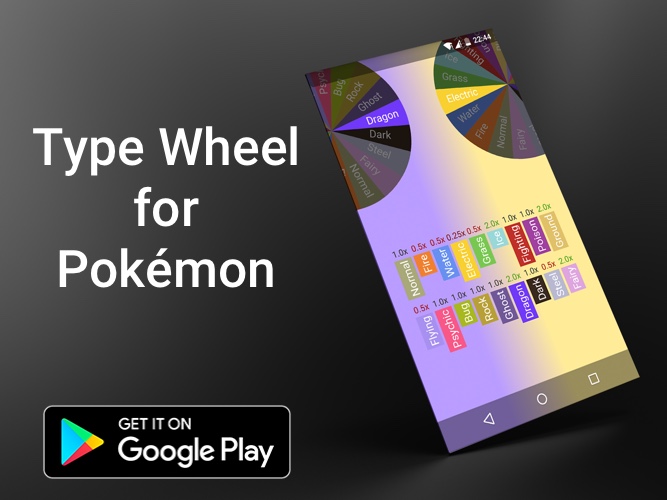 22:44
Psyc
Bug
Rock
Ghost
Dragon
Dark
Steel
Fairy
Normal
hting
Ice
Grass
Electric
Water
Fire
Normal
Fairy
Type Wheel
for
Pokémon
1.0x 0.5x 0.5x 0.25x 0.5x 2.0x 1.0x 1.0x 2.0x
Normal Fire Water Electric Grass Ice Fighting Poison Ground
0.5x 1.0x 1.0x 1.0x 1.0x 2.0x 1.0x 0.5x 2.0x
Flying Psychic Bug Rock Ghost Dragon Dark Steel Fairy
GET IT ON
Google Play